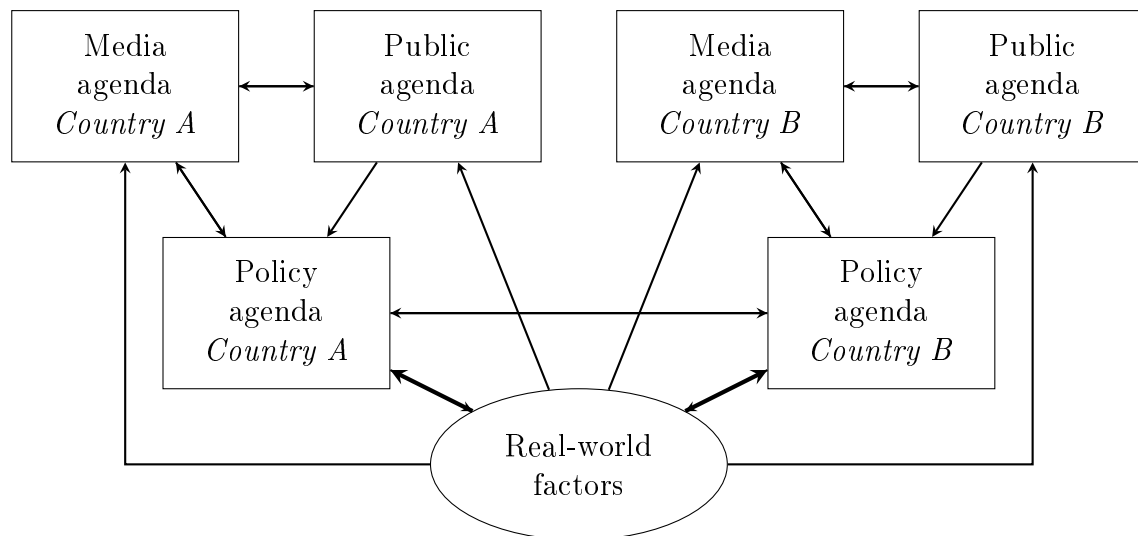 Media
agenda
Country A
Public
agenda
Country A
Media
agenda
Country B
Public
agenda
Country B
Policy
agenda
Country A
Policy
agenda
Country B
Real-world
factors